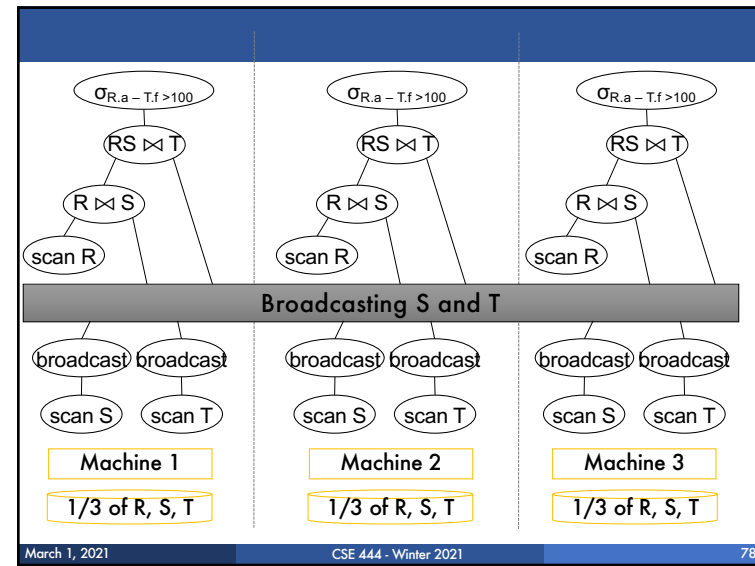 σR.a – T.f >100 σR.a – T.f >100 σR.a – T.f >100
RS ⋈ T RS ⋈ T RS ⋈ T
R ⋈ S R ⋈ S R ⋈ S
scan R scan R scan R
Broadcasting S and T
broadcast broadcast broadcast broadcast broadcast broadcast
scan S scan T scan S scan T scan S scan T
Machine 1 Machine 2 Machine 3
1/3 of R, S, T 1/3 of R, S, T 1/3 of R, S, T
March 1, 2021 CSE 444 - Winter 2021 78